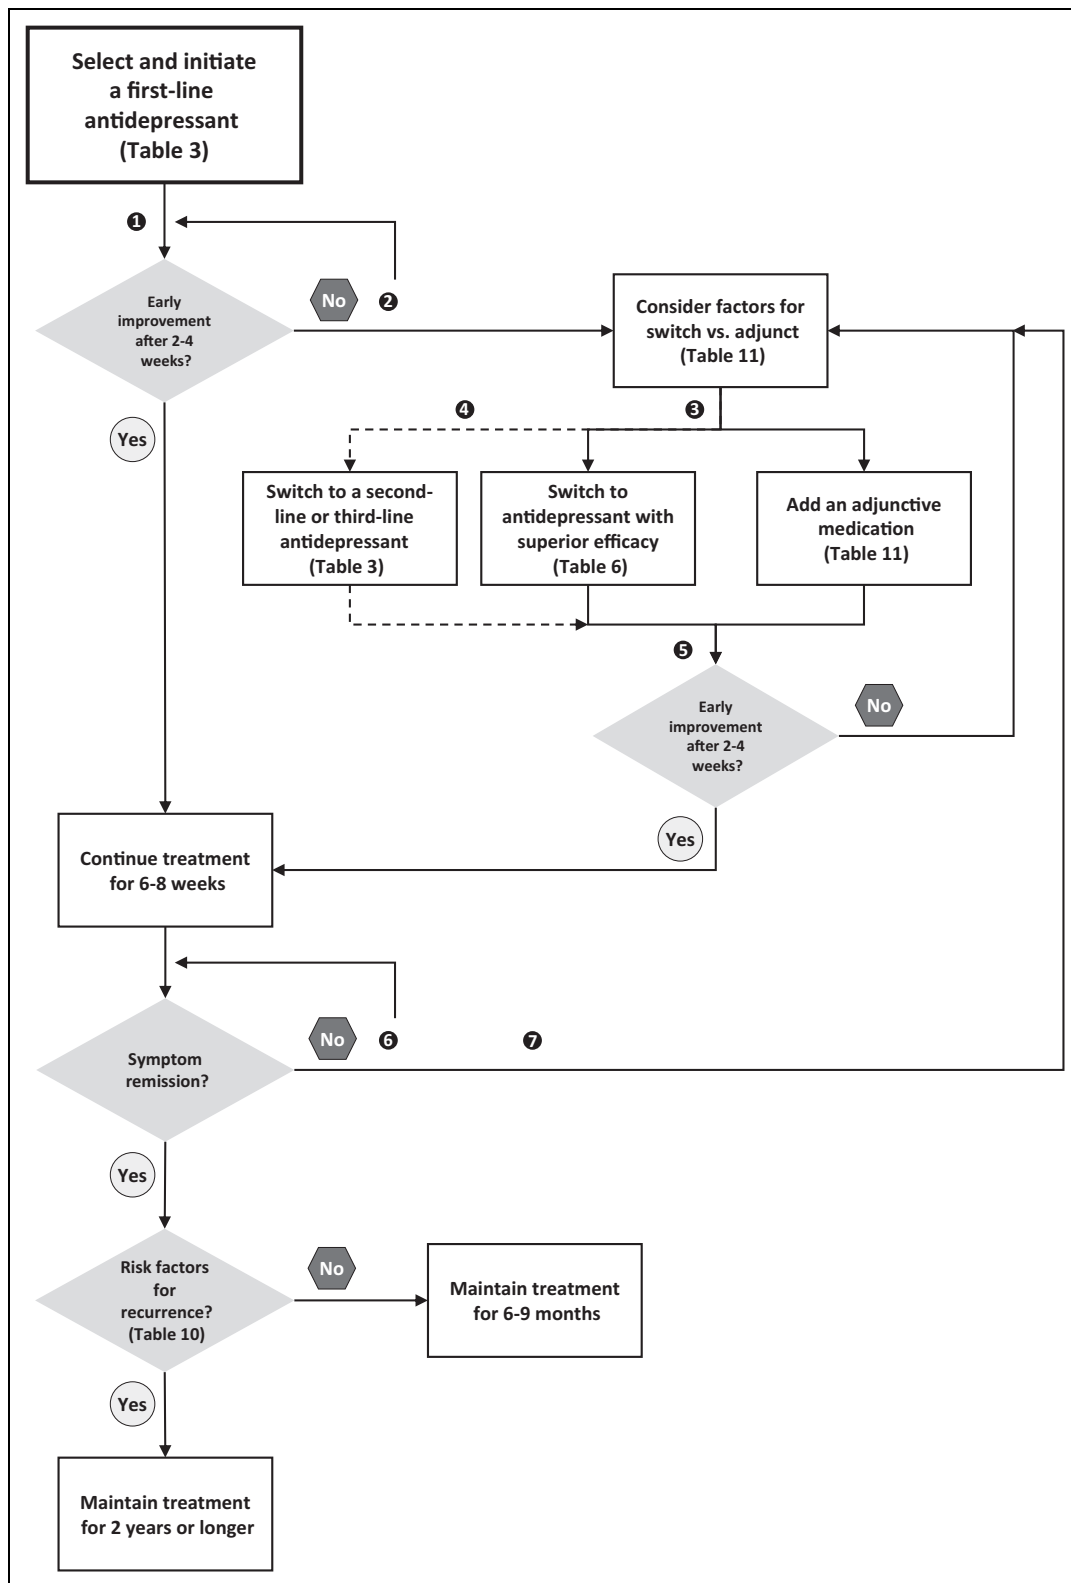 Select and initiate
a first-line
antidepressant
(Table 3)
❶
Early
improvement
after 2-4
weeks?
No
❷
Consider factors for
switch vs. adjunct
(Table 11)
Yes
❹
❸
Switch to a second-
line or third-line
antidepressant
(Table 3)
Switch to
antidepressant with
superior efficacy
(Table 6)
Add an adjunctive
medication
(Table 11)
❺
Early
improvement
after 2-4
weeks?
No
Yes
Continue treatment
for 6-8 weeks
Symptom
remission?
No
❻
❼
Yes
Risk factors
for
recurrence?
(Table 10)
No
Maintain treatment
for 6-9 months
Yes
Maintain treatment
for 2 years or longer